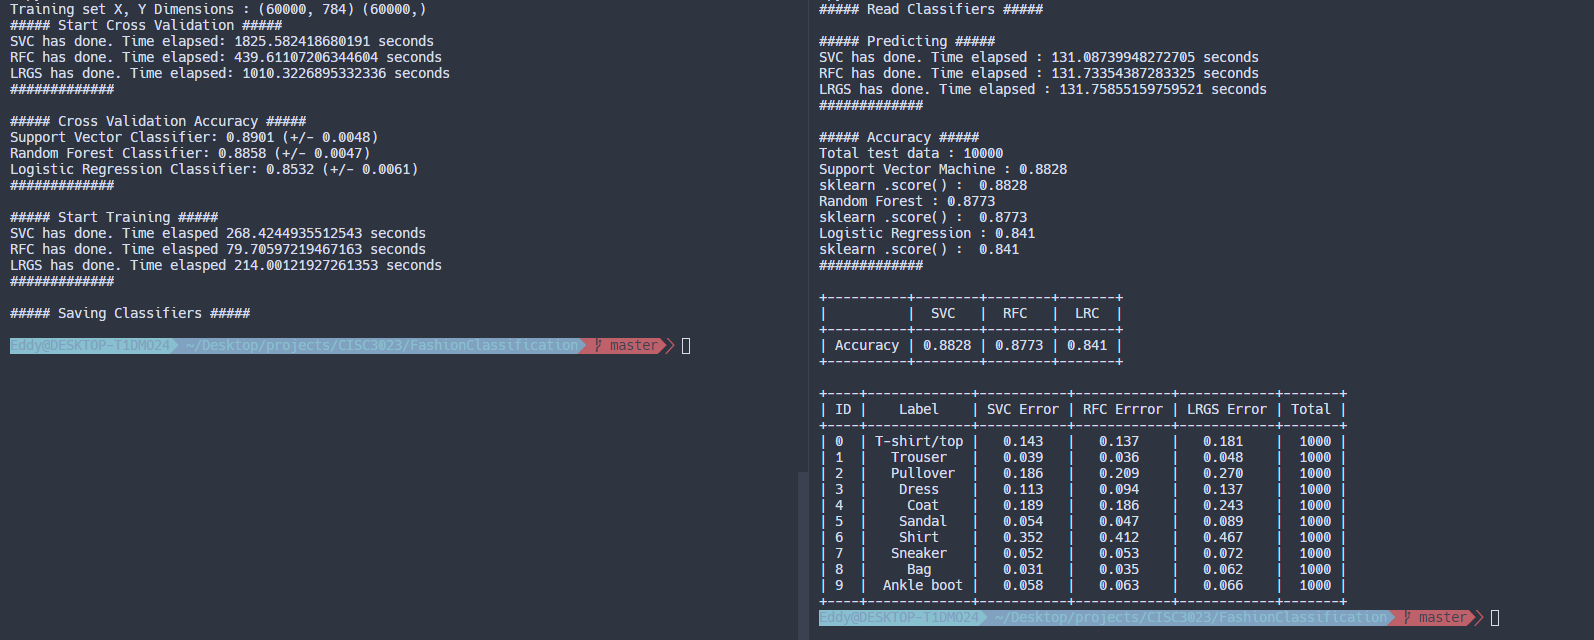 Training set X, Y Dimensions : (60000, 784) (60000,)
##### Start Cross Validation #####
SVC has done. Time elapsed: 1825.582418680191 seconds
RFC has done. Time elapsed: 439.61107206344604 seconds
LRGS has done. Time elapsed: 1010.3226895332336 seconds
#############

##### Cross Validation Accuracy #####
Support Vector Classifier: 0.8901 (+/- 0.0048)
Random Forest Classifier: 0.8858 (+/- 0.0047)
Logistic Regression Classifier: 0.8532 (+/- 0.0061)
#############

##### Start Training #####
SVC has done. Time elasped 268.4244935512543 seconds
RFC has done. Time elasped 79.70597219467163 seconds
LRGS has done. Time elasped 214.00121927261353 seconds
#############

##### Saving Classifiers #####

Eddy@DESKTOP-T1DMO24 ~/Desktop/projects/CISC3023/FashionClassification master
##### Read Classifiers #####

##### Predicting #####
SVC has done. Time elapsed : 131.08739948272705 seconds
RFC has done. Time elapsed : 131.73354387283325 seconds
LRGS has done. Time elapsed : 131.75855159759521 seconds
#############

##### Accuracy #####
Total test data : 10000
Support Vector Machine : 0.8828
sklearn .score() :  0.8828
Random Forest : 0.8773
sklearn .score() :  0.8773
Logistic Regression : 0.841
sklearn .score() :  0.841
#############

+----------+--------+--------+-------+
|          |  SVC   |  RFC   |  LRC  |
+----------+--------+--------+-------+
| Accuracy | 0.8828 | 0.8773 | 0.841 |
+----------+--------+--------+-------+

+----+-------------+-----------+------------+------------+-------+
| ID |    Label    | SVC Error | RFC Errror | LRGS Error | Total |
+----+-------------+-----------+------------+------------+-------+
| 0  | T-shirt/top |   0.143   |   0.137    |   0.181    |  1000 |
| 1  |   Trouser   |   0.039   |   0.036    |   0.048    |  1000 |
| 2  |   Pullover  |   0.186   |   0.209    |   0.270    |  1000 |
| 3  |    Dress    |   0.113   |   0.094    |   0.137    |  1000 |
| 4  |     Coat    |   0.189   |   0.186    |   0.243    |  1000 |
| 5  |    Sandal   |   0.054   |   0.047    |   0.089    |  1000 |
| 6  |    Shirt    |   0.352   |   0.412    |   0.467    |  1000 |
| 7  |   Sneaker   |   0.052   |   0.053    |   0.072    |  1000 |
| 8  |     Bag     |   0.031   |   0.035    |   0.062    |  1000 |
| 9  |  Ankle boot |   0.058   |   0.063    |   0.066    |  1000 |
+----+-------------+-----------+------------+------------+-------+
Eddy@DESKTOP-T1DMO24 ~/Desktop/projects/CISC3023/FashionClassification master